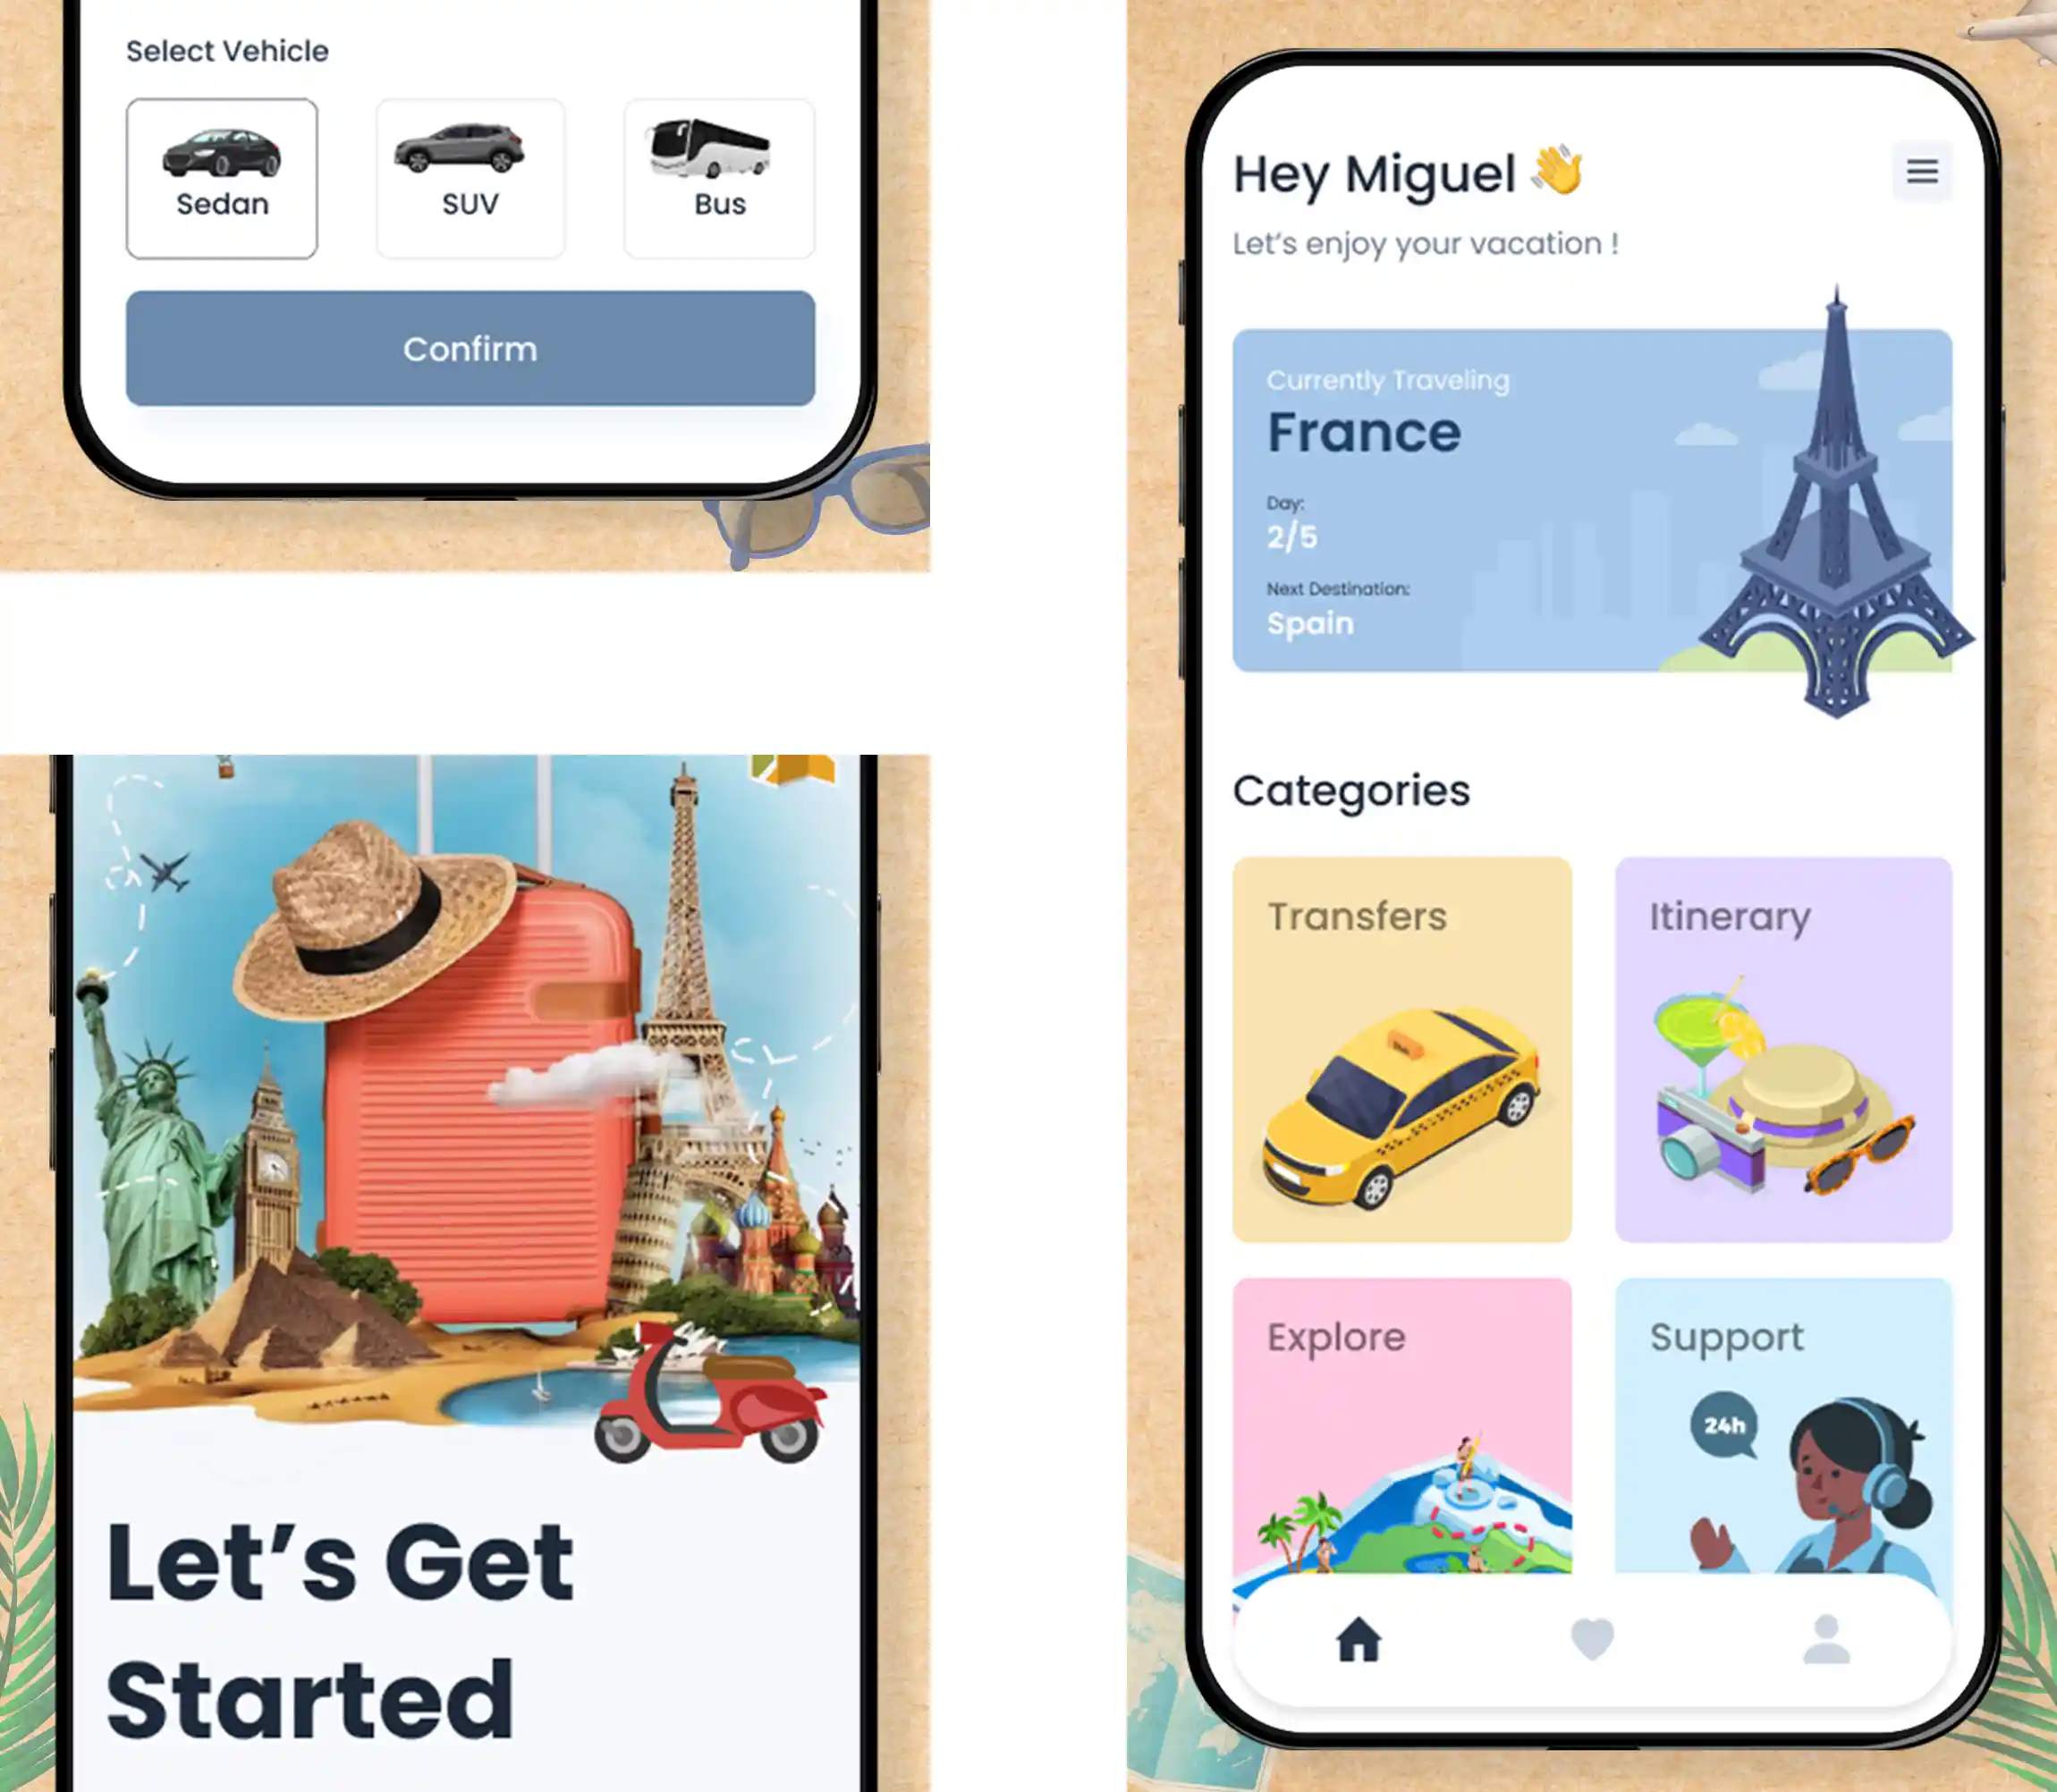 Select Vehicle
Sedan
SUV
Bus
Confirm
Let's Get
Started
Hey Miguel
Let's enjoy your vacation !
Currently Traveling
France
Day:
2/5
Next Destination:
Spain
Categories
Transfers
Itinerary
Explore
Support
24h